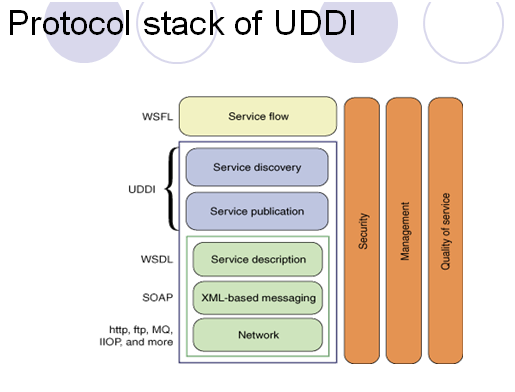 Protocol stack of UDDI
WSFL
Service flow
UDDI
Service discovery
Service publication
WSDL
Service description
SOAP
XML-based messaging
http, ftp, MQ,
IIOP, and more
Network
Security
Management
Quality of service